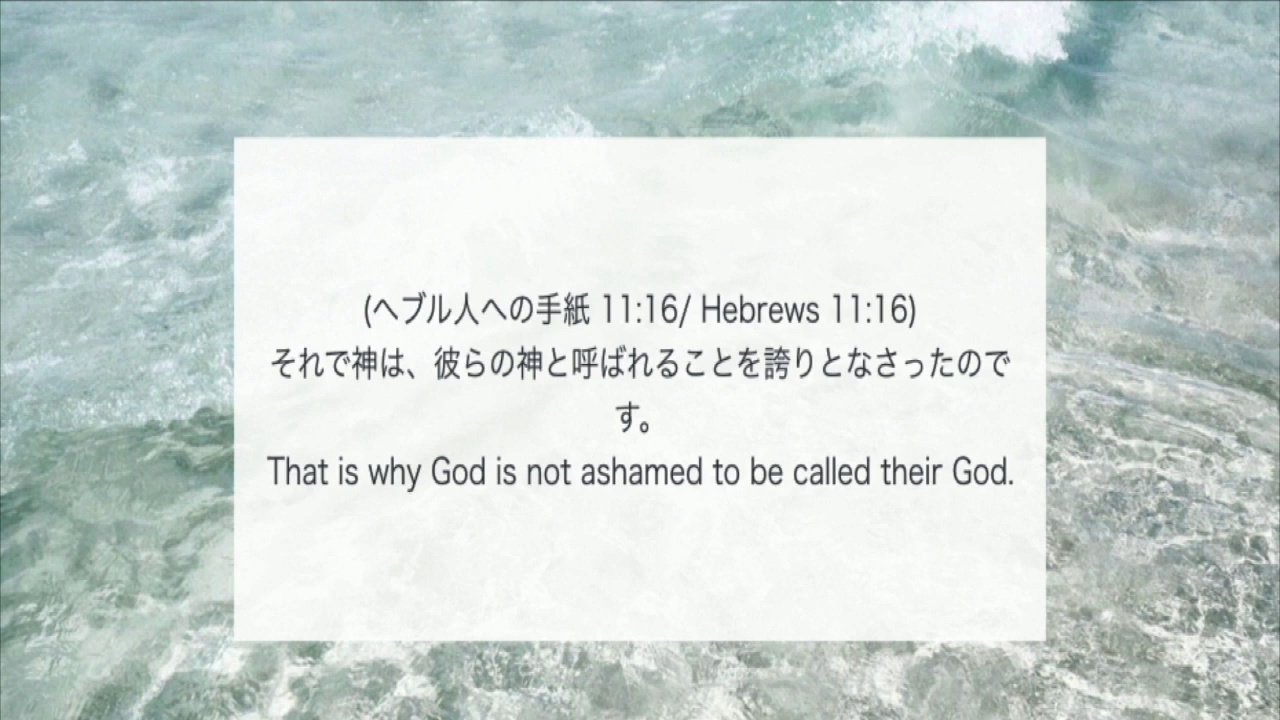 (ヘブル人への手紙 11:16/ Hebrews 11:16)
それで神は、彼らの神と呼ばれることを誇りとなさったので
す。
That is why God is not ashamed to be called their God.